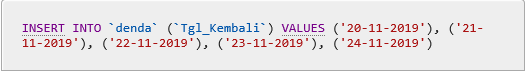 INSERT INTO `denda` (`Tgl_Kembali`) VALUES ('20-11-2019'), ('21-
11-2019'), ('22-11-2019'), ('23-11-2019'), ('24-11-2019')